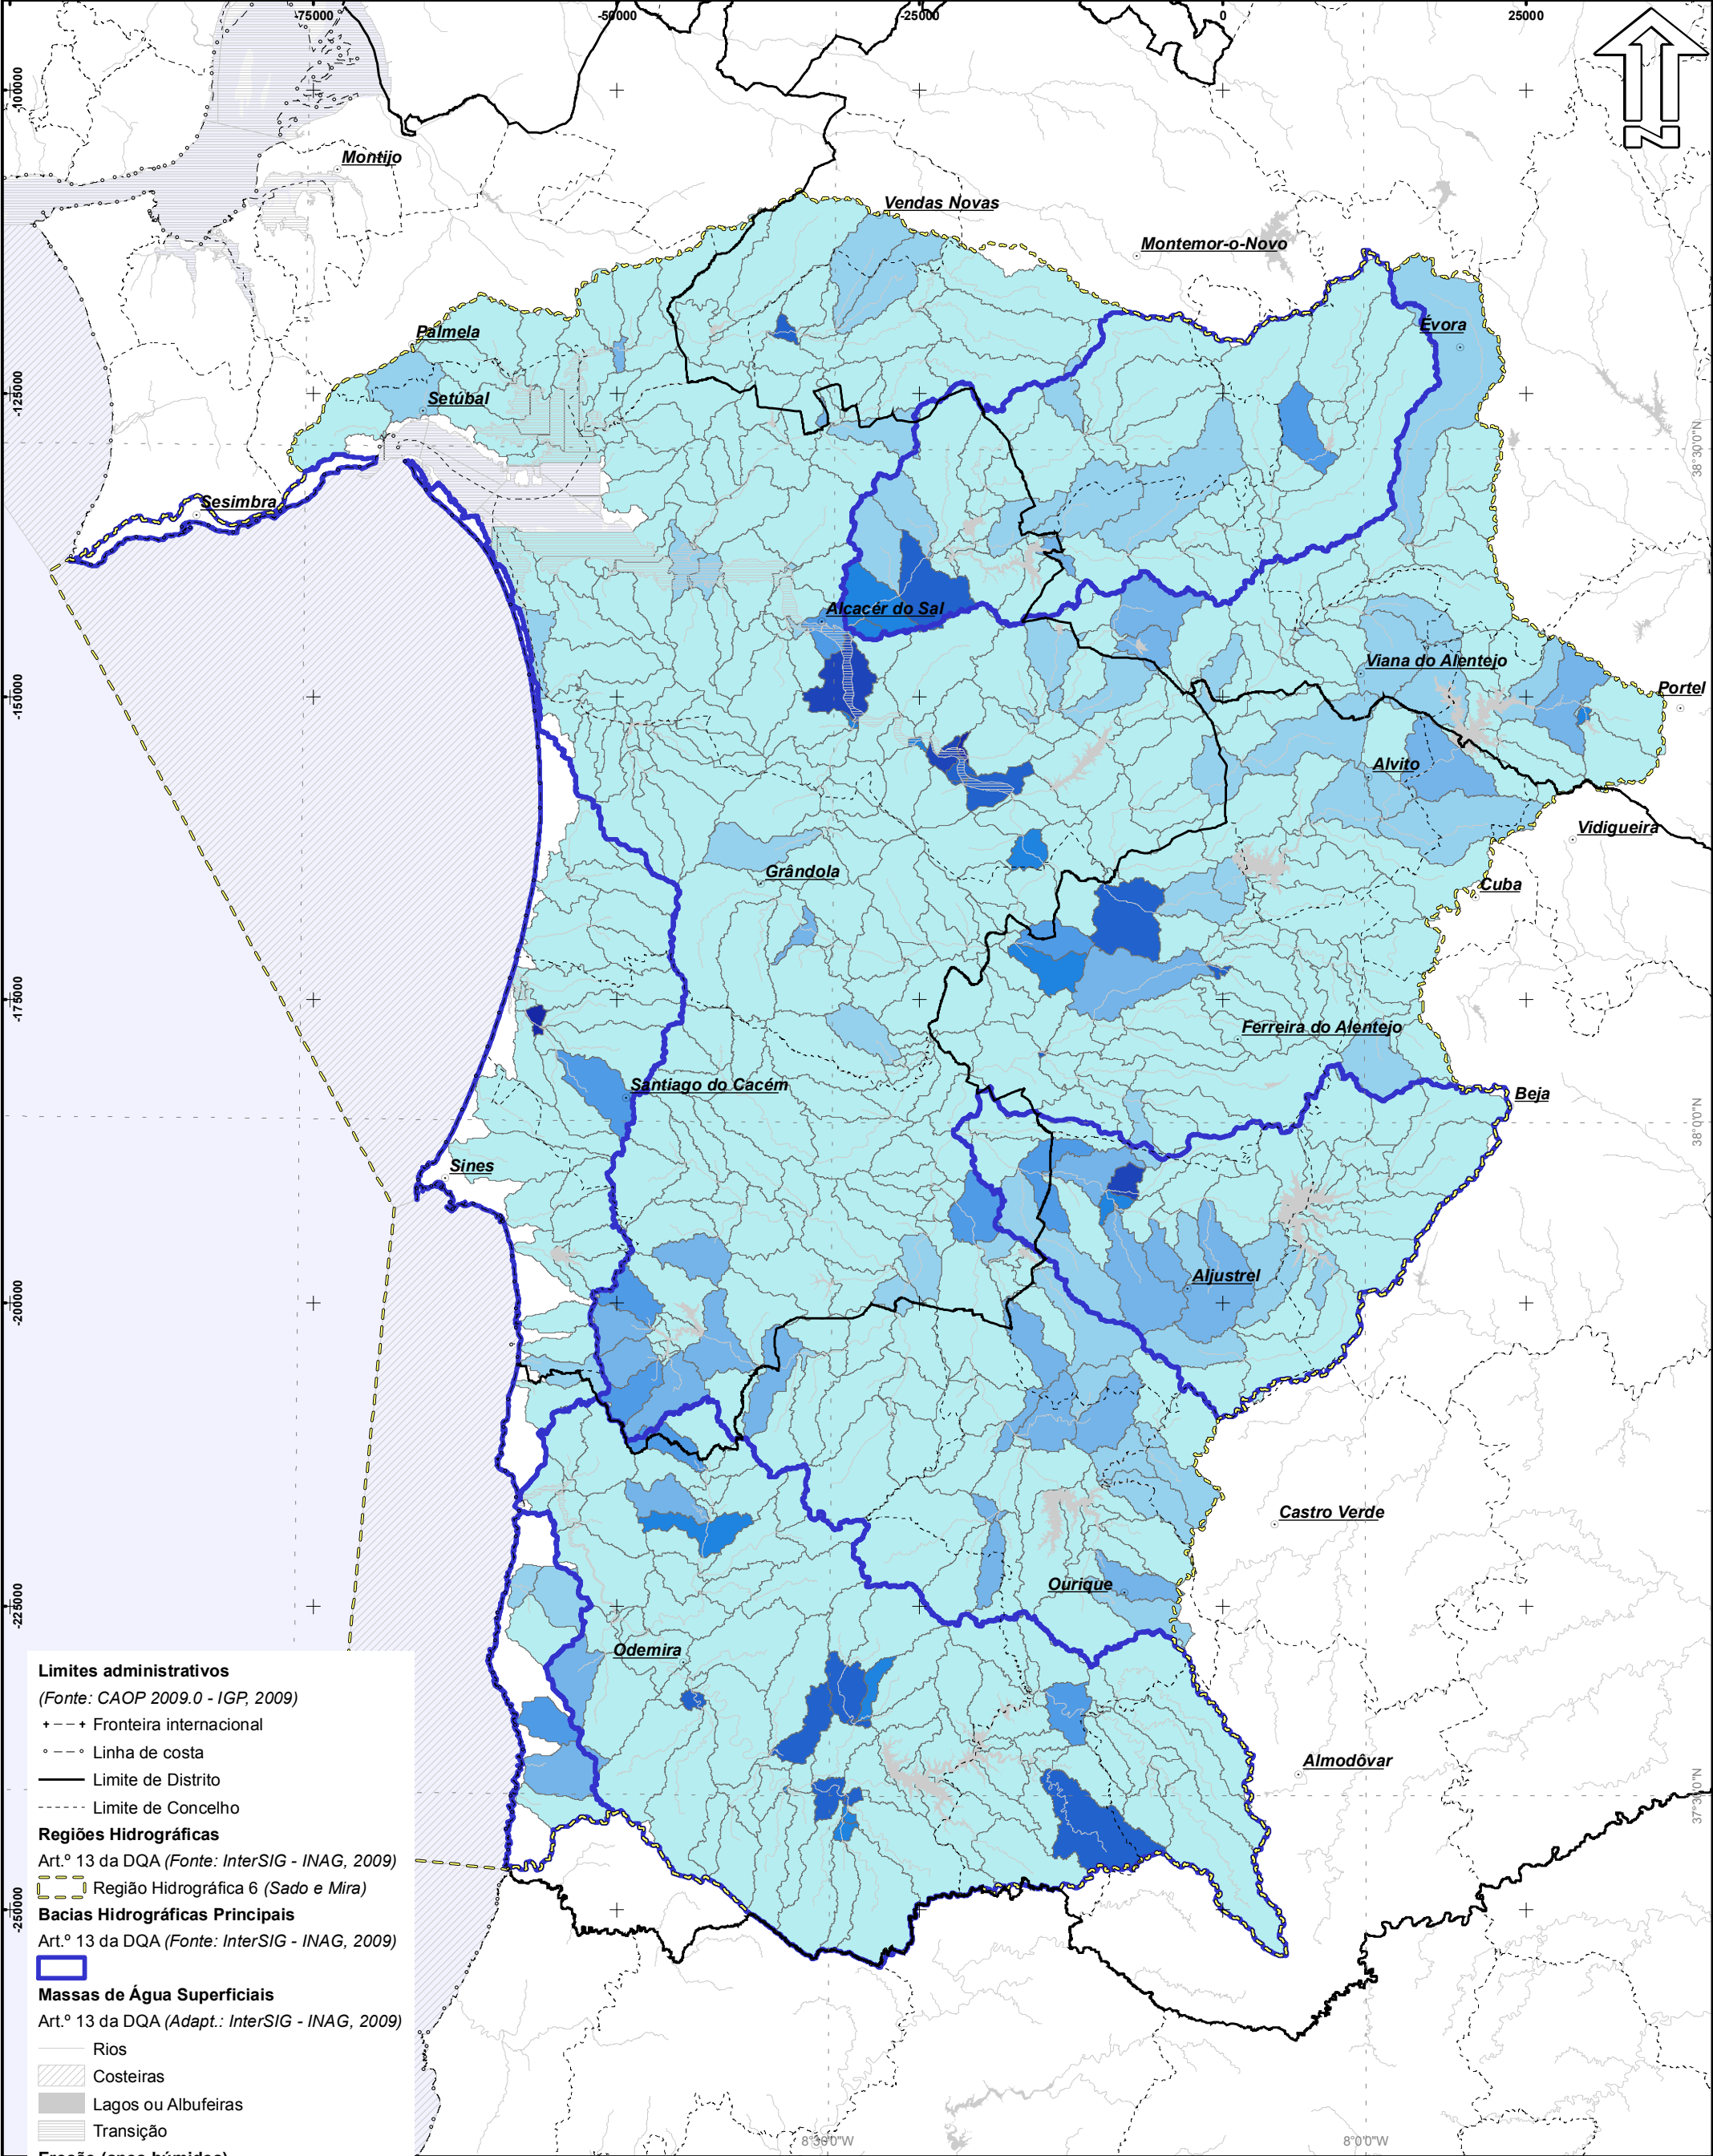 -75000
-50000
-25000
0
25000
-100000
N
Montijo
Vendas Novas
Montemor-o-Novo
Palmela
Évora
-125000
Setúbal
38°30'0"N
Sesimbra
Alcacér do Sal
Viana do Alentejo
Portel
-150000
Alvito
Vidigueira
Grândola
Cuba
-175000
Ferreira do Alentejo
Santiago do Cacém
Beja
38°0'0"N
Sines
Aljustrel
-200000
Castro Verde
Ourique
-225000
Odemira
Almodôvar
37°30'0"N
-250000
Limites administrativos
(Fonte: CAOP 2009.0 - IGP, 2009)
Fronteira internacional
Linha de costa
Limite de Distrito
Limite de Concelho
Regiões Hidrográficas
Art.º 13 da DQA (Fonte: InterSIG - INAG, 2009)
Região Hidrográfica 6 (Sado e Mira)
Bacias Hidrográficas Principais
Art.º 13 da DQA (Fonte: InterSIG - INAG, 2009)
Massas de Água Superficiais
Art.º 13 da DQA (Adapt.: InterSIG - INAG, 2009)
Rios
Costeiras
Lagos ou Albufeiras
Transição
8°30'0"W
8°0'0"W